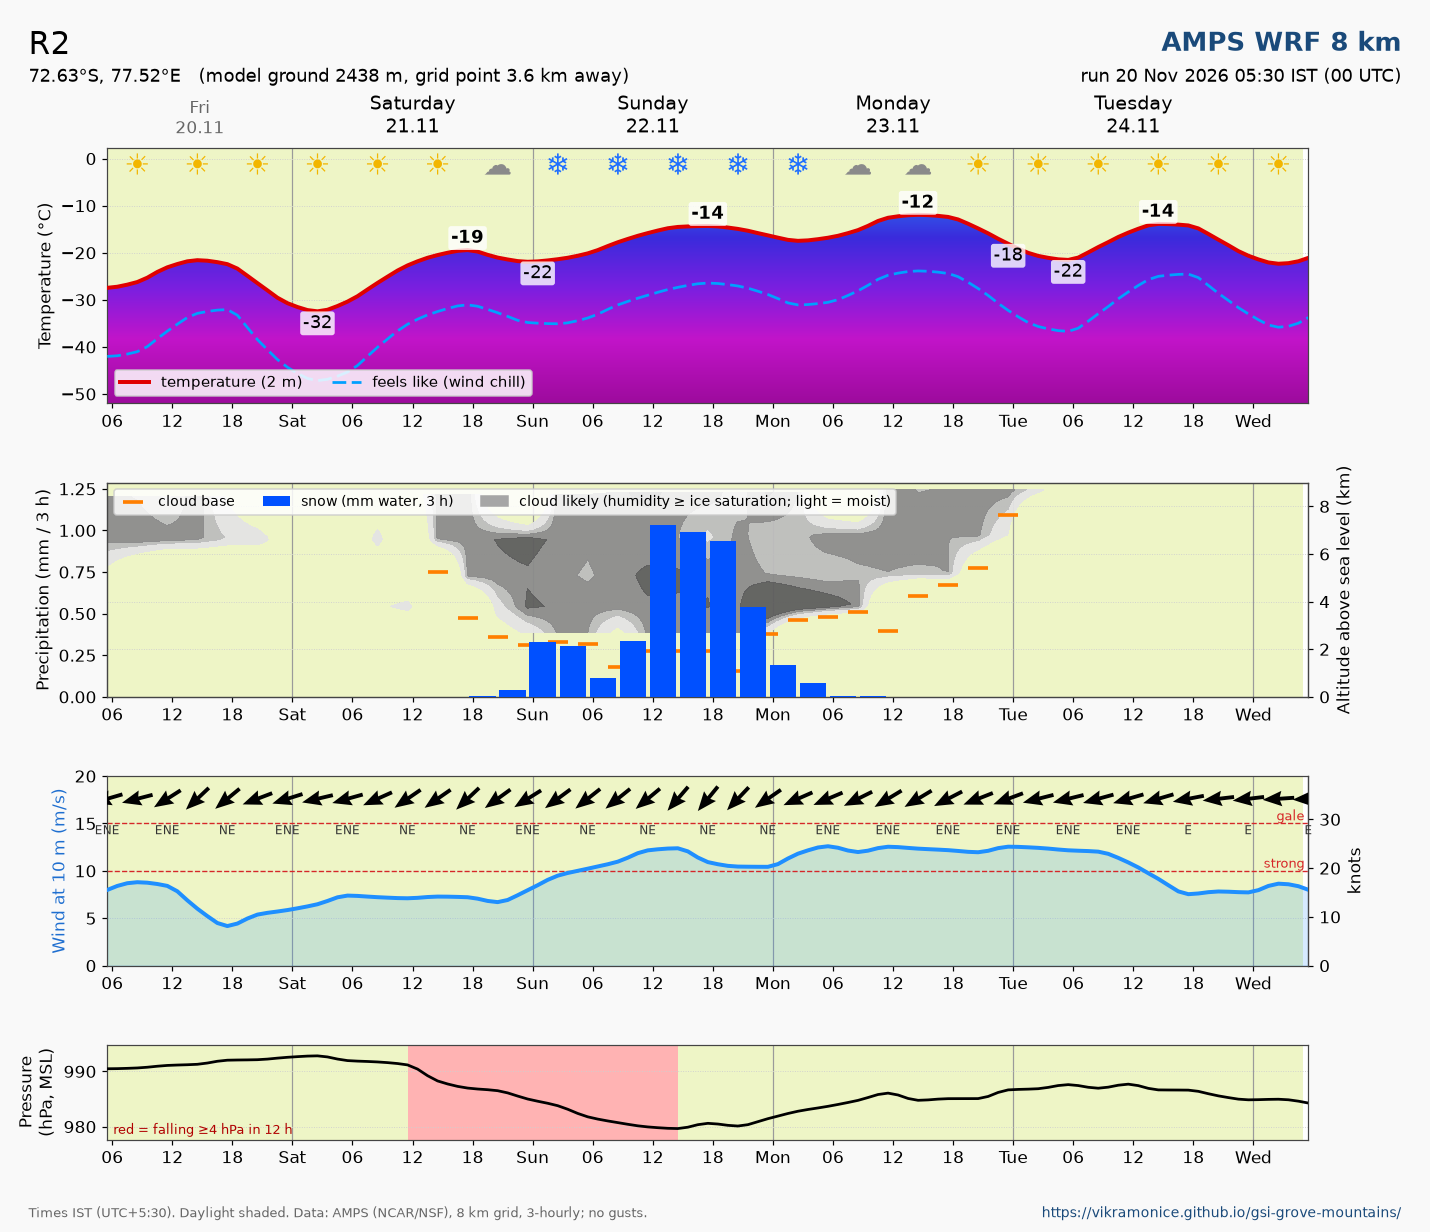 R2
AMPS WRF 8 km
72.63°S, 77.52°E (model ground 2438 m, grid point 3.6 km away)
run 20 Nov 2026 05:30 IST (00 UTC)
Fri Saturday Sunday Monday Tuesday
20.11 21.11 22.11 23.11 24.11
Temperature (°C)
0
−10
−20
−30
−40
−50
-32
-19
-22
-14
-12
-18
-22
-14
temperature (2 m) feels like (wind chill)
06 12 18 Sat 06 12 18 Sun 06 12 18 Mon 06 12 18 Tue 06 12 18 Wed
Precipitation (mm / 3 h)
1.25
1.00
0.75
0.50
0.25
0.00
cloud base snow (mm water, 3 h) cloud likely (humidity ≥ ice saturation; light = moist)
8
6
4
2
0
Altitude above sea level (km)
06 12 18 Sat 06 12 18 Sun 06 12 18 Mon 06 12 18 Tue 06 12 18 Wed
Wind at 10 m (m/s)
20
15
10
5
0
ENE ENE NE ENE ENE NE NE ENE NE NE NE NE ENE ENE ENE ENE ENE ENE E E E
gale
strong
30
20
10
0
knots
06 12 18 Sat 06 12 18 Sun 06 12 18 Mon 06 12 18 Tue 06 12 18 Wed
Pressure
(hPa, MSL)
990
980
red = falling ≥4 hPa in 12 h
06 12 18 Sat 06 12 18 Sun 06 12 18 Mon 06 12 18 Tue 06 12 18 Wed
Times IST (UTC+5:30). Daylight shaded. Data: AMPS (NCAR/NSF), 8 km grid, 3-hourly; no gusts.
https://vikramonice.github.io/gsi-grove-mountains/